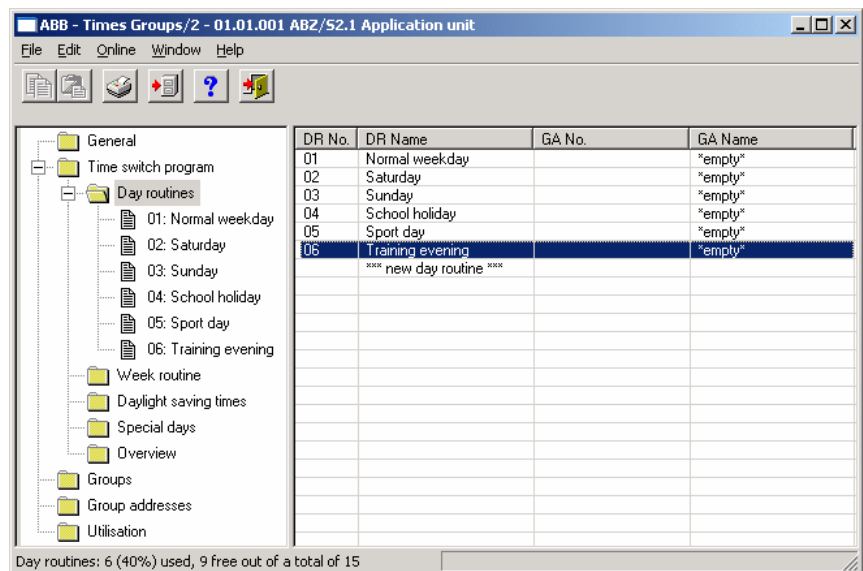 ABB - Times Groups/2 - 01.01.001 ABZ/S2.1 Application unit
File Edit Online Window Help
General
Time switch program
Day routines
01: Normal weekday
02: Saturday
03: Sunday
04: School holiday
05: Sport day
06: Training evening
Week routine
Daylight saving times
Special days
Overview
Groups
Group addresses
Utilisation
DR No. DR Name GA No. GA Name
01 Normal weekday *empty*
02 Saturday *empty*
03 Sunday *empty*
04 School holiday *empty*
05 Sport day *empty*
06 Training evening *empty*
*** new day routine ***
Day routines: 6 (40%) used, 9 free out of a total of 15